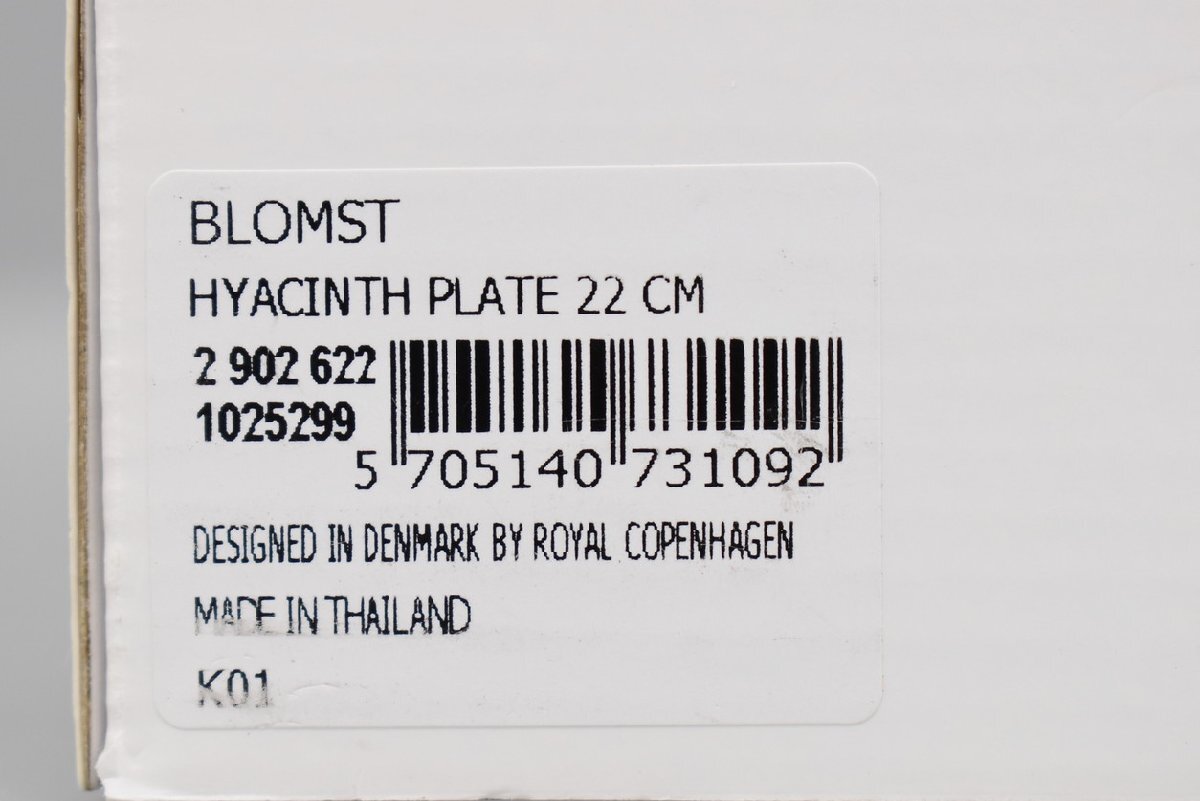 BLOMST
HYACINTH PLATE 22 CM
2 902 622
1025299
5 705140 731092
DESIGNED IN DENMARK BY ROYAL COPENHAGEN
MADE IN THAILAND
K01